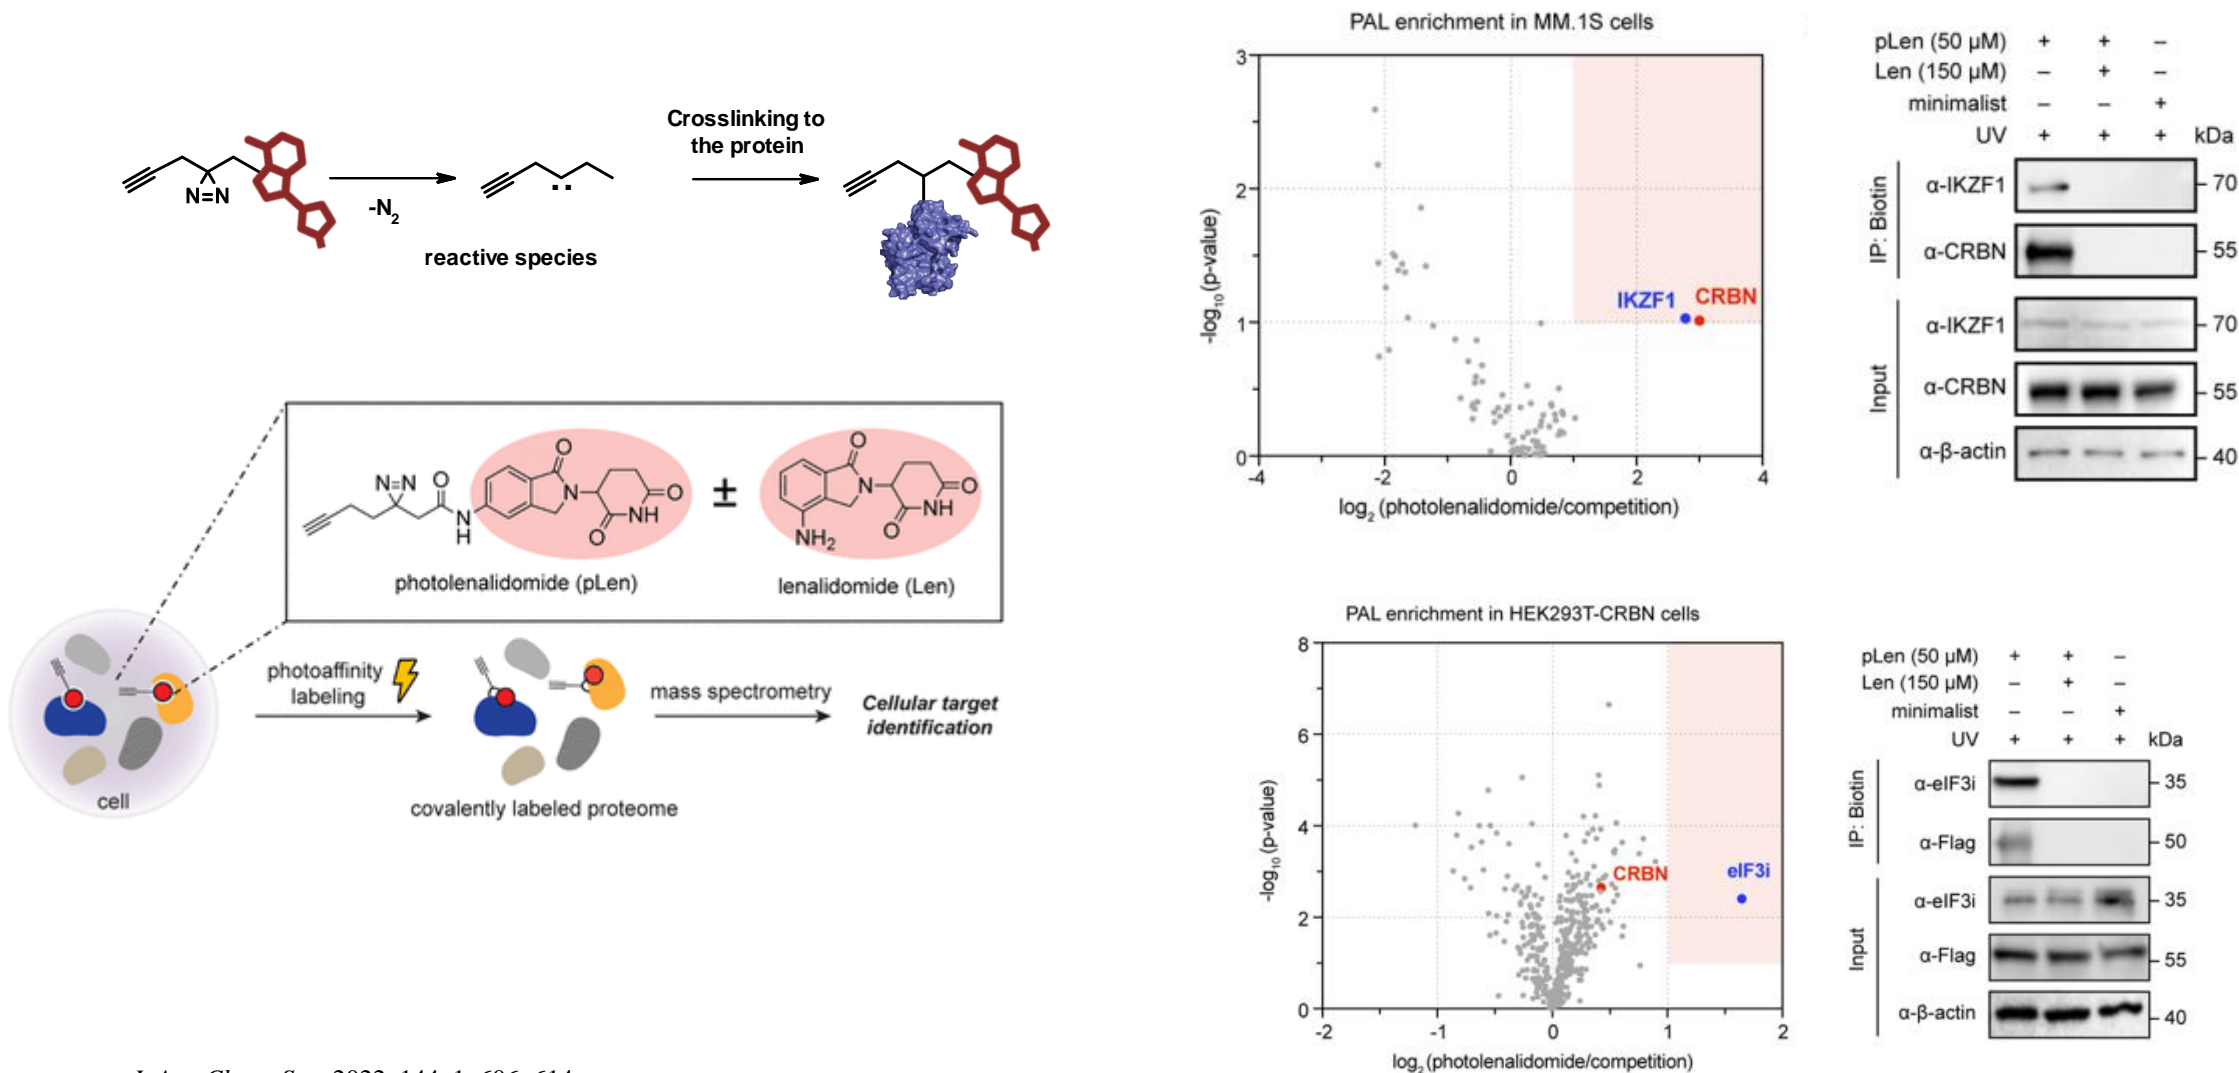 Crosslinking to
the protein
N=N
-N2
reactive species
N=N
O
O
N
O
NH
O
N
H
photolenalidomide (pLen)
±
O
N
O
NH
O
NH2
lenalidomide (Len)
cell
photoaffinity
labeling
covalently labeled proteome
mass spectrometry
Cellular target
identification
PAL enrichment in MM.1S cells
-log10(p-value)
3
2
1
0
-4
-2
0
2
4
IKZF1
CRBN
log2 (photolenalidomide/competition)
pLen (50 µM) + + –
Len (150 µM) – + –
minimalist – – +
UV + + + kDa
IP: Biotin
α-IKZF1 70
α-CRBN 55
Input
α-IKZF1 70
α-CRBN 55
α-β-actin 40
PAL enrichment in HEK293T-CRBN cells
-log10(p-value)
8
6
4
2
0
-2
-1
0
1
2
CRBN
eIF3i
log2(photolenalidomide/competition)
pLen (50 µM) + + –
Len (150 µM) – + –
minimalist – – +
UV + + + kDa
IP: Biotin
α-eIF3i 35
α-Flag 50
Input
α-eIF3i 35
α-Flag 55
α-β-actin 40